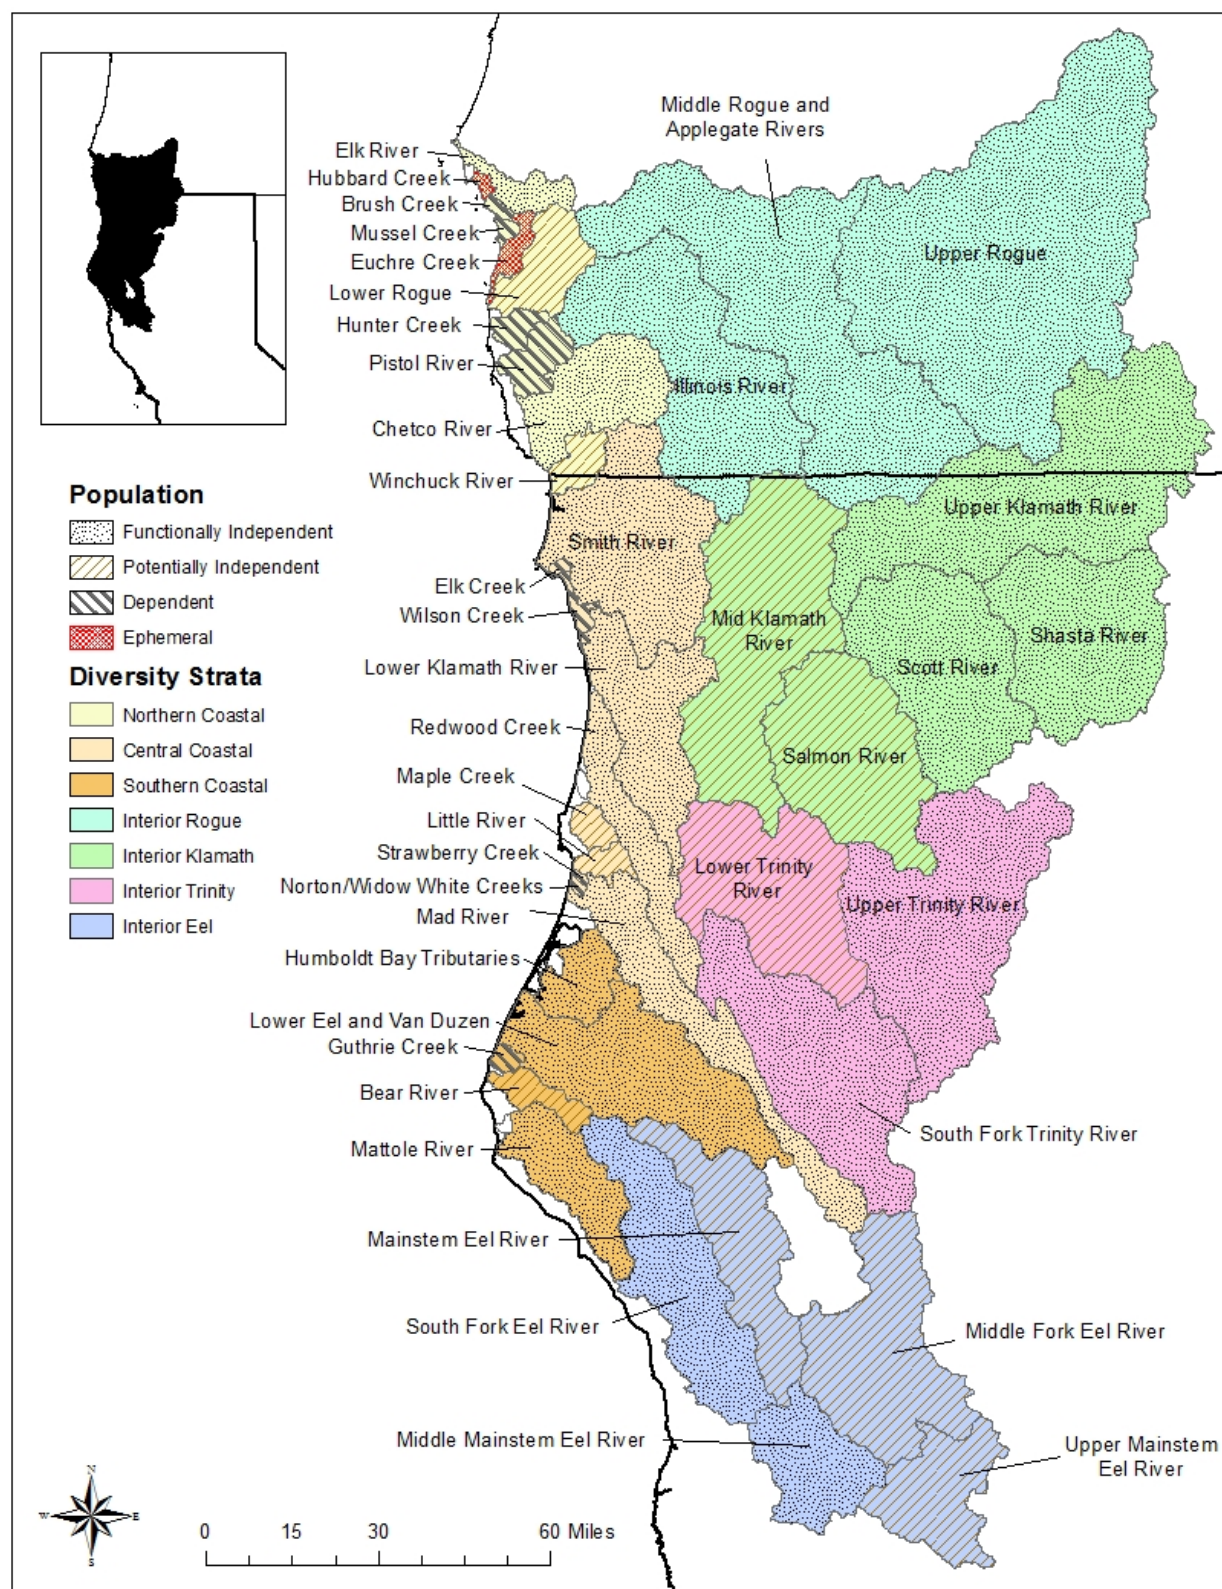 Middle Rogue and
Applegate Rivers
Elk River
Hubbard Creek
Brush Creek
Mussel Creek
Euchre Creek
Lower Rogue
Hunter Creek
Pistol River
Chetco River
Winchuck River
Upper Rogue
Illinois River
Upper Klamath River
Smith River
Elk Creek
Wilson Creek
Lower Klamath River
Mid Klamath
River
Shasta River
Scott River
Redwood Creek
Salmon River
Maple Creek
Little River
Strawberry Creek
Norton/Widow White Creeks
Mad River
Lower Trinity
River
Upper Trinity River
Humboldt Bay Tributaries
Lower Eel and Van Duzen
Guthrie Creek
Bear River
Mattole River
South Fork Trinity River
Mainstem Eel River
South Fork Eel River
Middle Fork Eel River
Middle Mainstem Eel River
Upper Mainstem
Eel River
Population
Functionally Independent
Potentially Independent
Dependent
Ephemeral
Diversity Strata
Northern Coastal
Central Coastal
Southern Coastal
Interior Rogue
Interior Klamath
Interior Trinity
Interior Eel
N
W
E
S
0 15 30 60 Miles